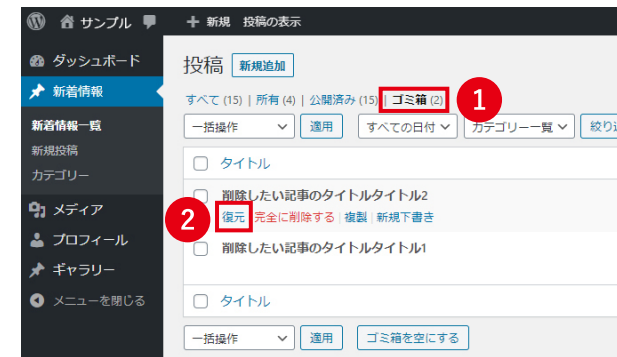 サンプル
+ 新規 投稿の表示
ダッシュボード
新着情報
新着情報一覧
新規投稿
カテゴリー
メディア
プロフィール
ギャラリー
メニューを閉じる
投稿 新規追加
すべて (15) | 所有 (4) | 公開済み (15) | ゴミ箱 (2)
1
一括操作 適用 すべての日付 カテゴリー一覧 絞り
タイトル
削除したい記事のタイトルタイトル2
2
復元 | 完全に削除する | 複製 | 新規下書き
削除したい記事のタイトルタイトル1
タイトル
一括操作 適用 ゴミ箱を空にする